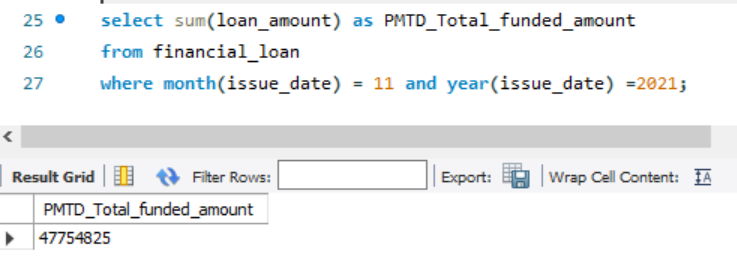 25 select sum(loan_amount) as PMTD_Total_funded_amount
26 from financial_loan
27 where month(issue_date) = 11 and year(issue_date) =2021;
Result Grid Filter Rows: Export: Wrap Cell Content:
PMTD_Total_funded_amount
47754825